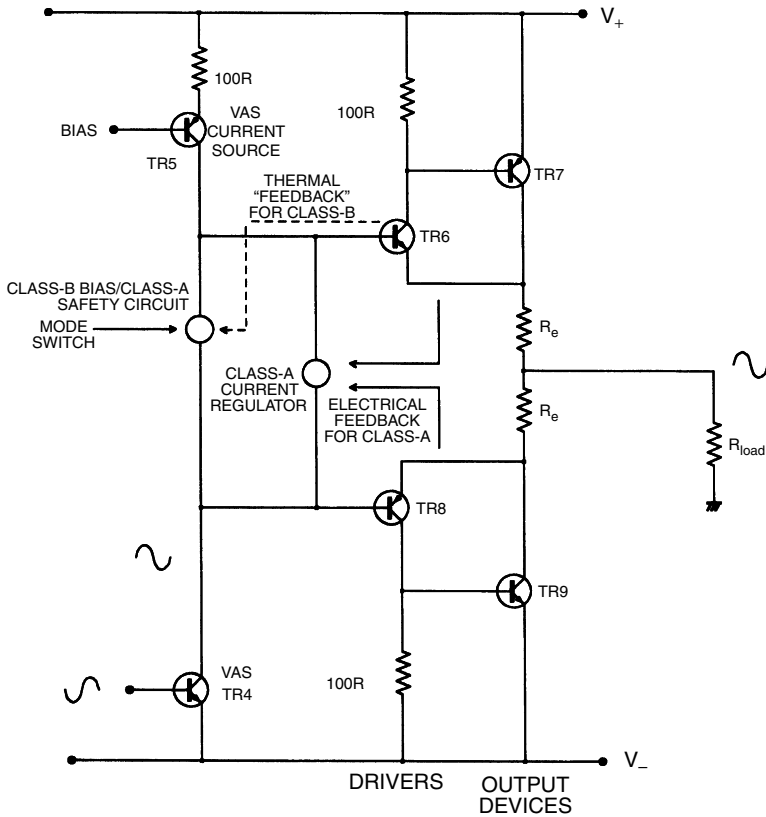 V+
100R
100R
BIAS
VAS
CURRENT
SOURCE
TR5
TR7
THERMAL
"FEEDBACK"
FOR CLASS-B
TR6
CLASS-B BIAS/CLASS-A
SAFETY CIRCUIT
MODE
SWITCH
Re
CLASS-A
CURRENT
REGULATOR
ELECTRICAL
FEEDBACK
FOR CLASS-A
Re
Rload
TR8
TR9
VAS
TR4
100R
V–
DRIVERS
OUTPUT
DEVICES